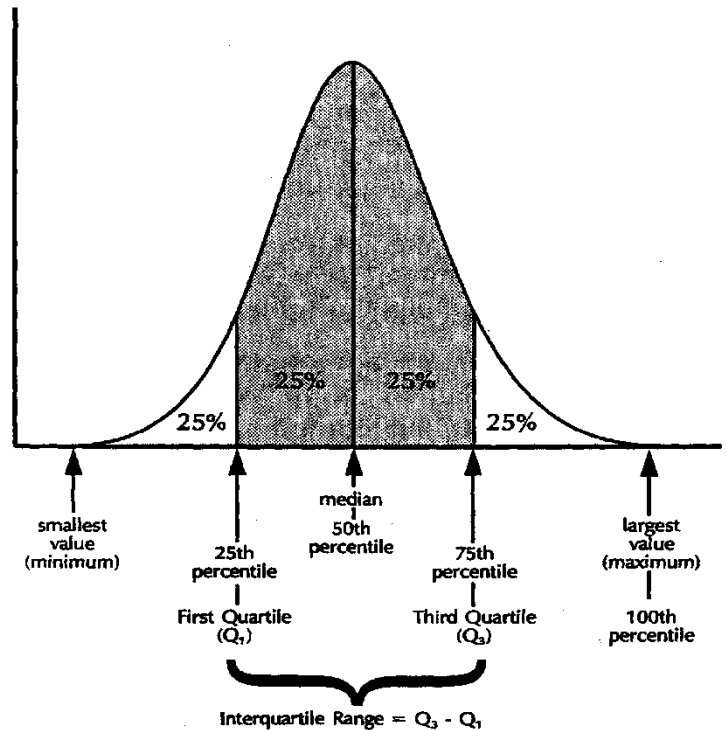 25%
25%
25%
25%
smallest
value
(minimum)
25th
percentile
First Quartile
(Q₁)
median
50th
percentile
75th
percentile
Third Quartile
(Q₃)
largest
value
(maximum)
100th
percentile
Interquartile Range = Q₃ - Q₁